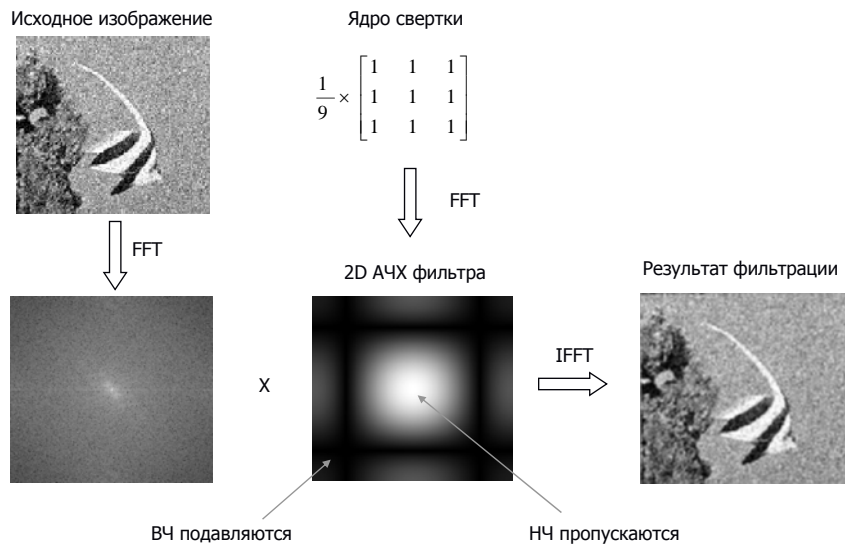 Исходное изображение
Ядро свертки
1/9 × [1 1 1
1 1 1
1 1 1]
FFT
FFT
2D АЧХ фильтра
Результат фильтрации
X
IFFT
ВЧ подавляются
НЧ пропускаются